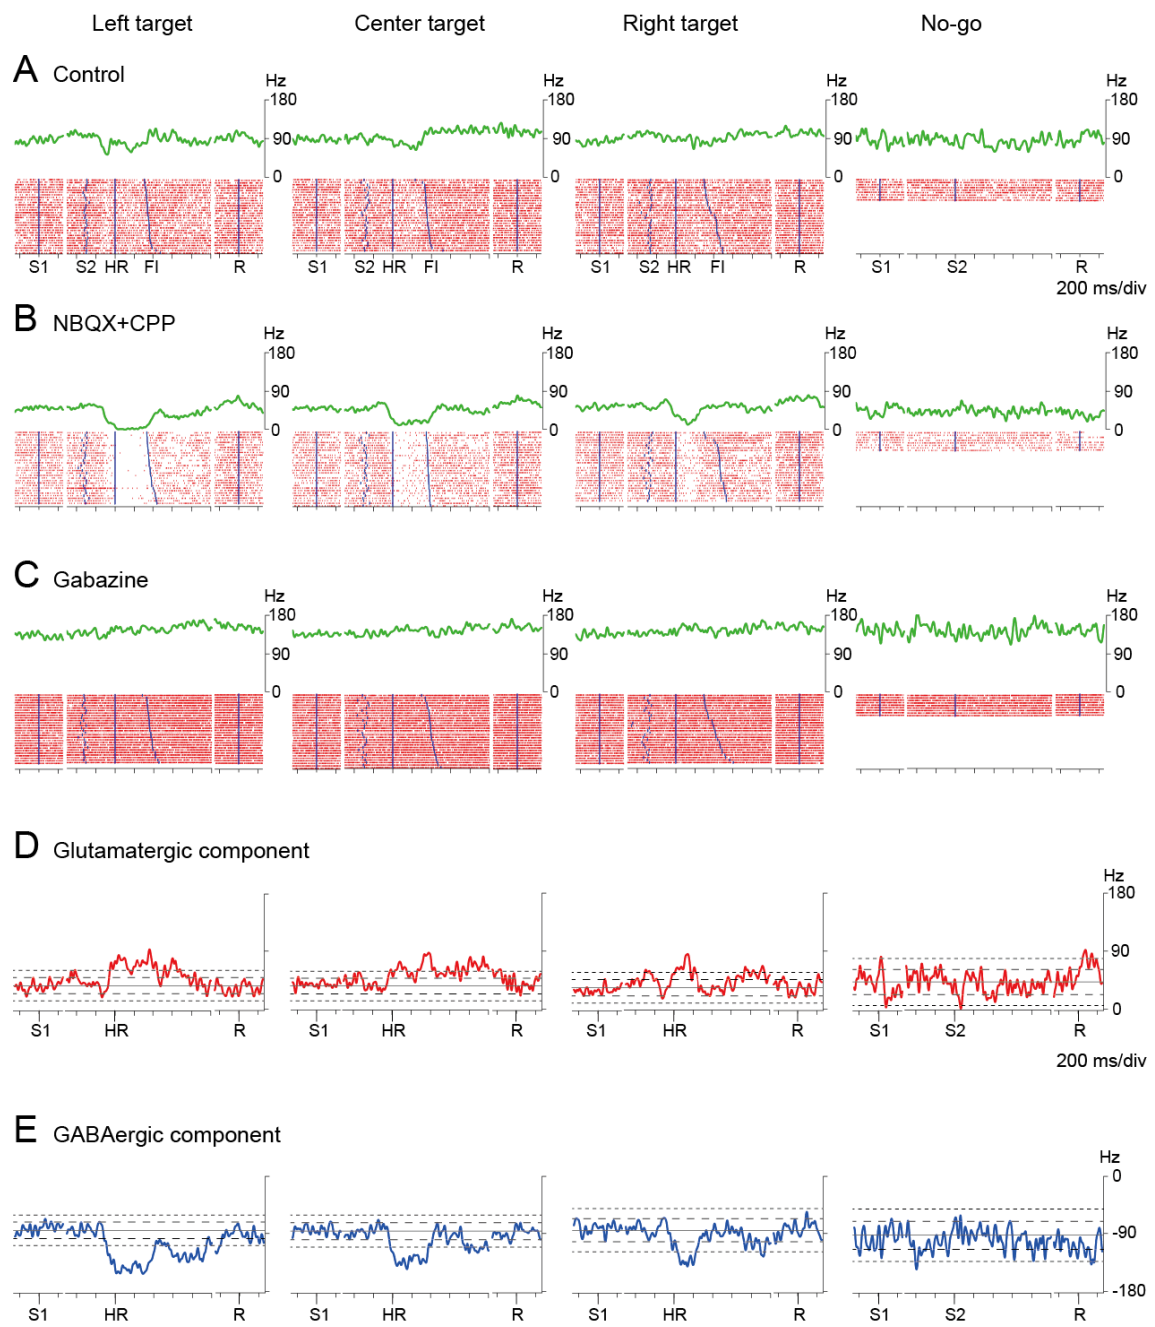 Left target Center target Right target No-go
A Control
Hz Hz Hz Hz
180 180 180 180
90 90 90 90
0 0 0 0
S1 S2 HR FI R S1 S2 HR FI R S1 S2 HR FI R S1 S2 R
200 ms/div
B NBQX+CPP
Hz Hz Hz Hz
180 180 180 180
90 90 90 90
0 0 0 0
C Gabazine
Hz Hz Hz Hz
180 180 180 180
90 90 90 90
0 0 0 0
D Glutamatergic component
Hz
180
90
0
S1 HR R S1 HR R S1 HR R S1 S2 R
200 ms/div
E GABAergic component
Hz
0
-90
-180
S1 HR R S1 HR R S1 HR R S1 S2 R